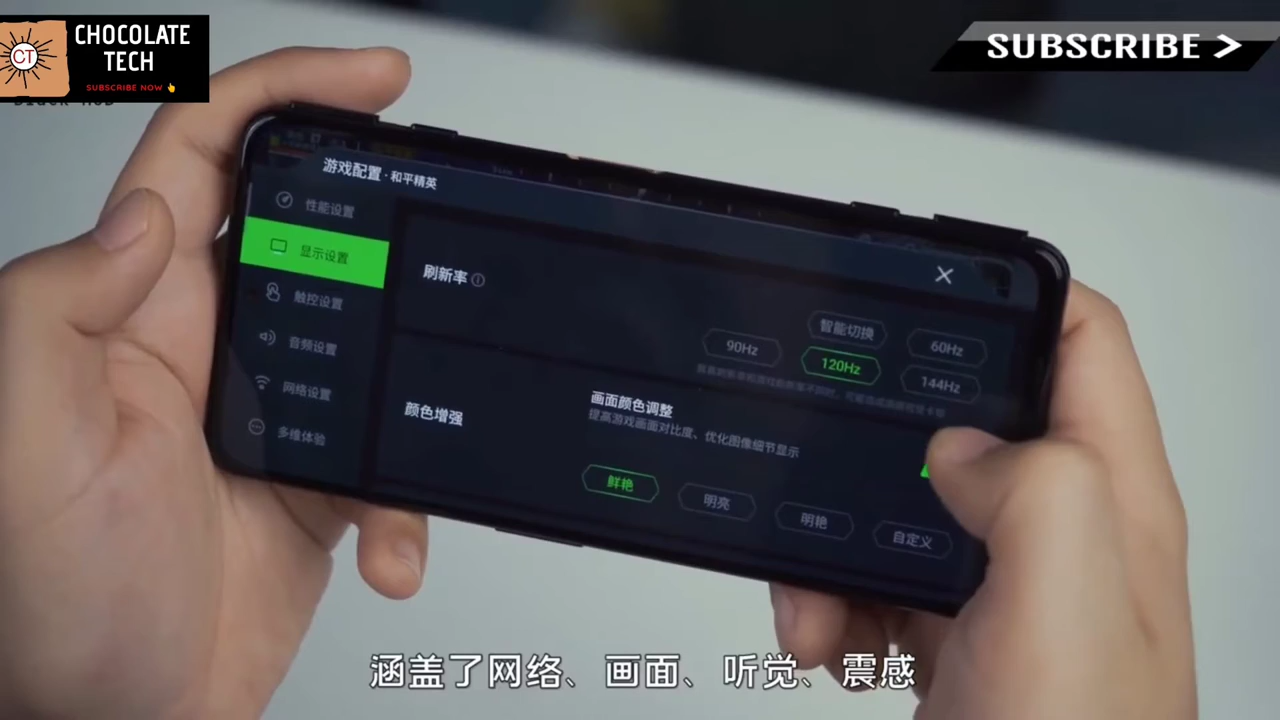 CHOCOLATE
TECH
SUBSCRIBE NOW
CT
SUBSCRIBE >
游戏配置 · 和平精英
性能设置
显示设置
触控设置
音频设置
网络设置
多维体验
刷新率
智能切换
60Hz
90Hz
120Hz
144Hz
颜色增强
画面颜色调整
提高游戏画面对比度、优化图像细节显示
鲜艳
明亮
明艳
自定义
涵盖了网络、画面、听觉、震感